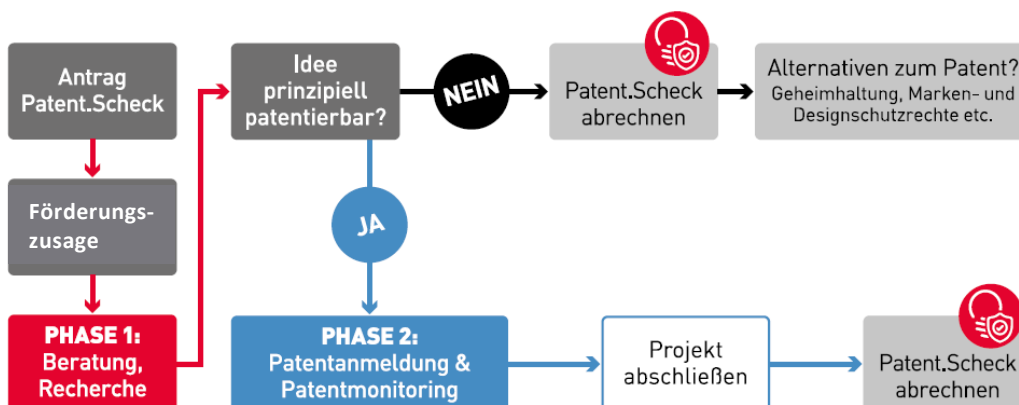 Antrag
Patent.Scheck
Förderungs-
zusage
PHASE 1:
Beratung,
Recherche
Idee
prinzipiell
patentierbar?
NEIN
Patent.Scheck
abrechnen
Alternativen zum Patent?
Geheimhaltung, Marken- und
Designschutzrechte etc.
JA
PHASE 2:
Patentanmeldung &
Patentmonitoring
Projekt
abschließen
Patent.Scheck
abrechnen